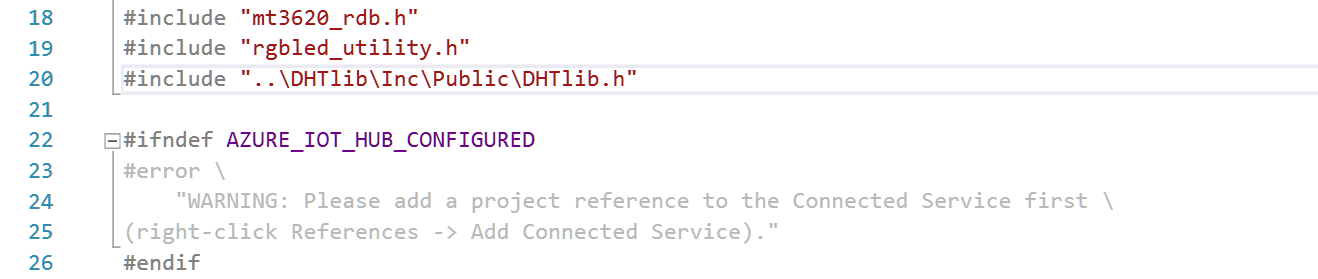 18 #include "mt3620_rdb.h"
19 #include "rgbled_utility.h"
20 #include "..\DHTlib\Inc\Public\DHTlib.h"
21
22 #ifndef AZURE_IOT_HUB_CONFIGURED
23 #error \
24 "WARNING: Please add a project reference to the Connected Service first \
25 (right-click References -> Add Connected Service)."
26 #endif